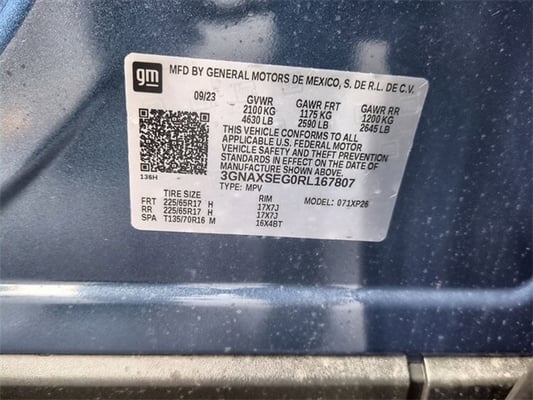 gm
MFD BY GENERAL MOTORS DE MEXICO, S. DE R.L. DE C.V.
09/23 GVWR GAWR FRT GAWR RR
2100 KG 1175 KG 1200 KG
4630 LB 2590 LB 2645 LB
THIS VEHICLE CONFORMS TO ALL
APPLICABLE U.S. FEDERAL MOTOR
VEHICLE SAFETY AND THEFT PREVENTION
STANDARDS IN EFFECT ON THE DATE OF
MANUFACTURE SHOWN ABOVE.
136H 3GNAXSEG0RL167807
TYPE: MPV MODEL: 071XP26
TIRE SIZE RIM
FRT 225/65R17 H 17X7J
RR 225/65R17 H 17X7J
SPA T135/70R16 M 16X4BT